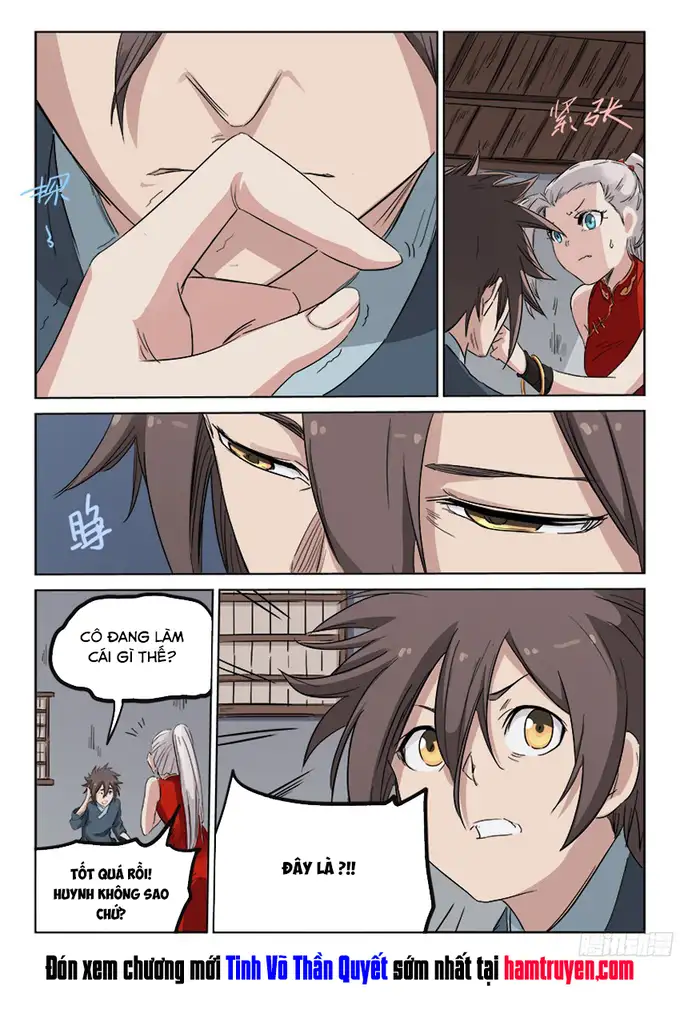 探
紧张
睁
CÔ ĐANG LÀM
CÁI GÌ THẾ?
TỐT QUÁ RỒI!
HUYNH KHÔNG SAO
CHỨ?
ĐÂY LÀ ?!!
Đón xem chương mới Tinh Võ Thần Quyết sớm nhất tại hamtruyen.com